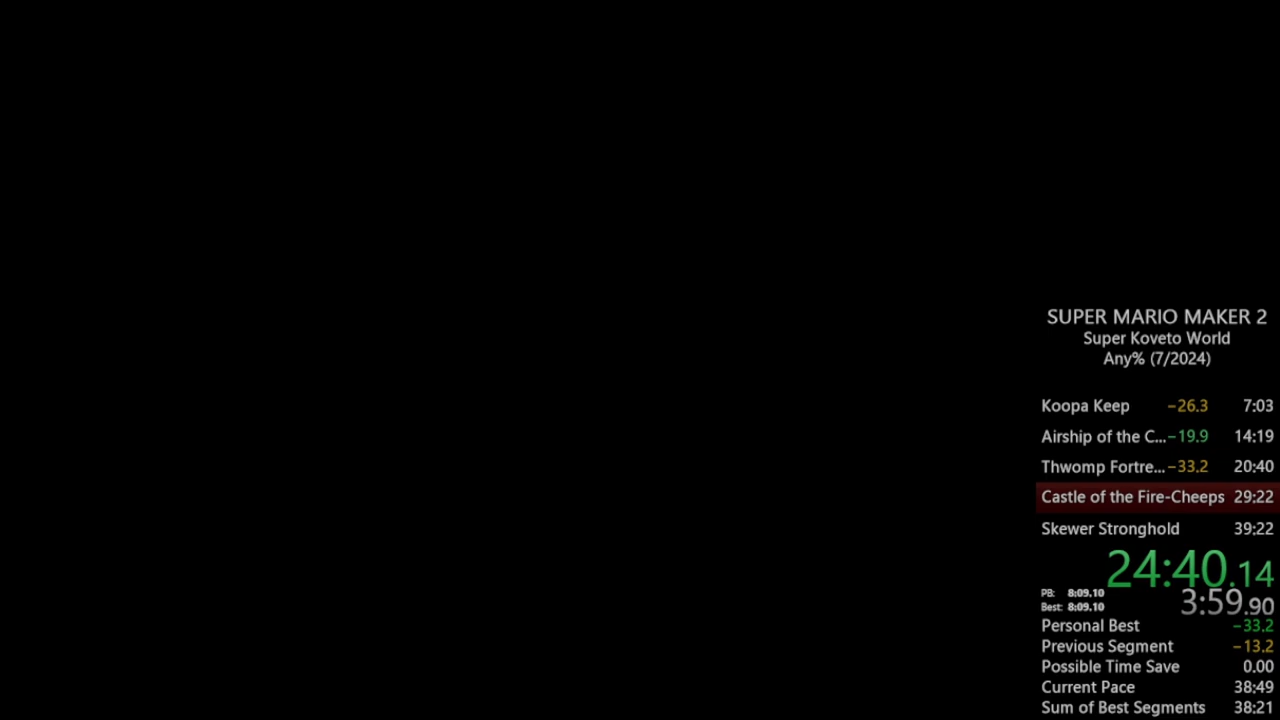 SUPER MARIO MAKER 2
Super Koveto World
Any% (7/2024)
Koopa Keep −26.3 7:03
Airship of the C... −19.9 14:19
Thwomp Fortre... −33.2 20:40
Castle of the Fire-Cheeps 29:22
Skewer Stronghold 39:22
24:40.14
PB: 8:09.10
Best: 8:09.10
3:59.90
Personal Best −33.2
Previous Segment −13.2
Possible Time Save 0.00
Current Pace 38:49
Sum of Best Segments 38:21